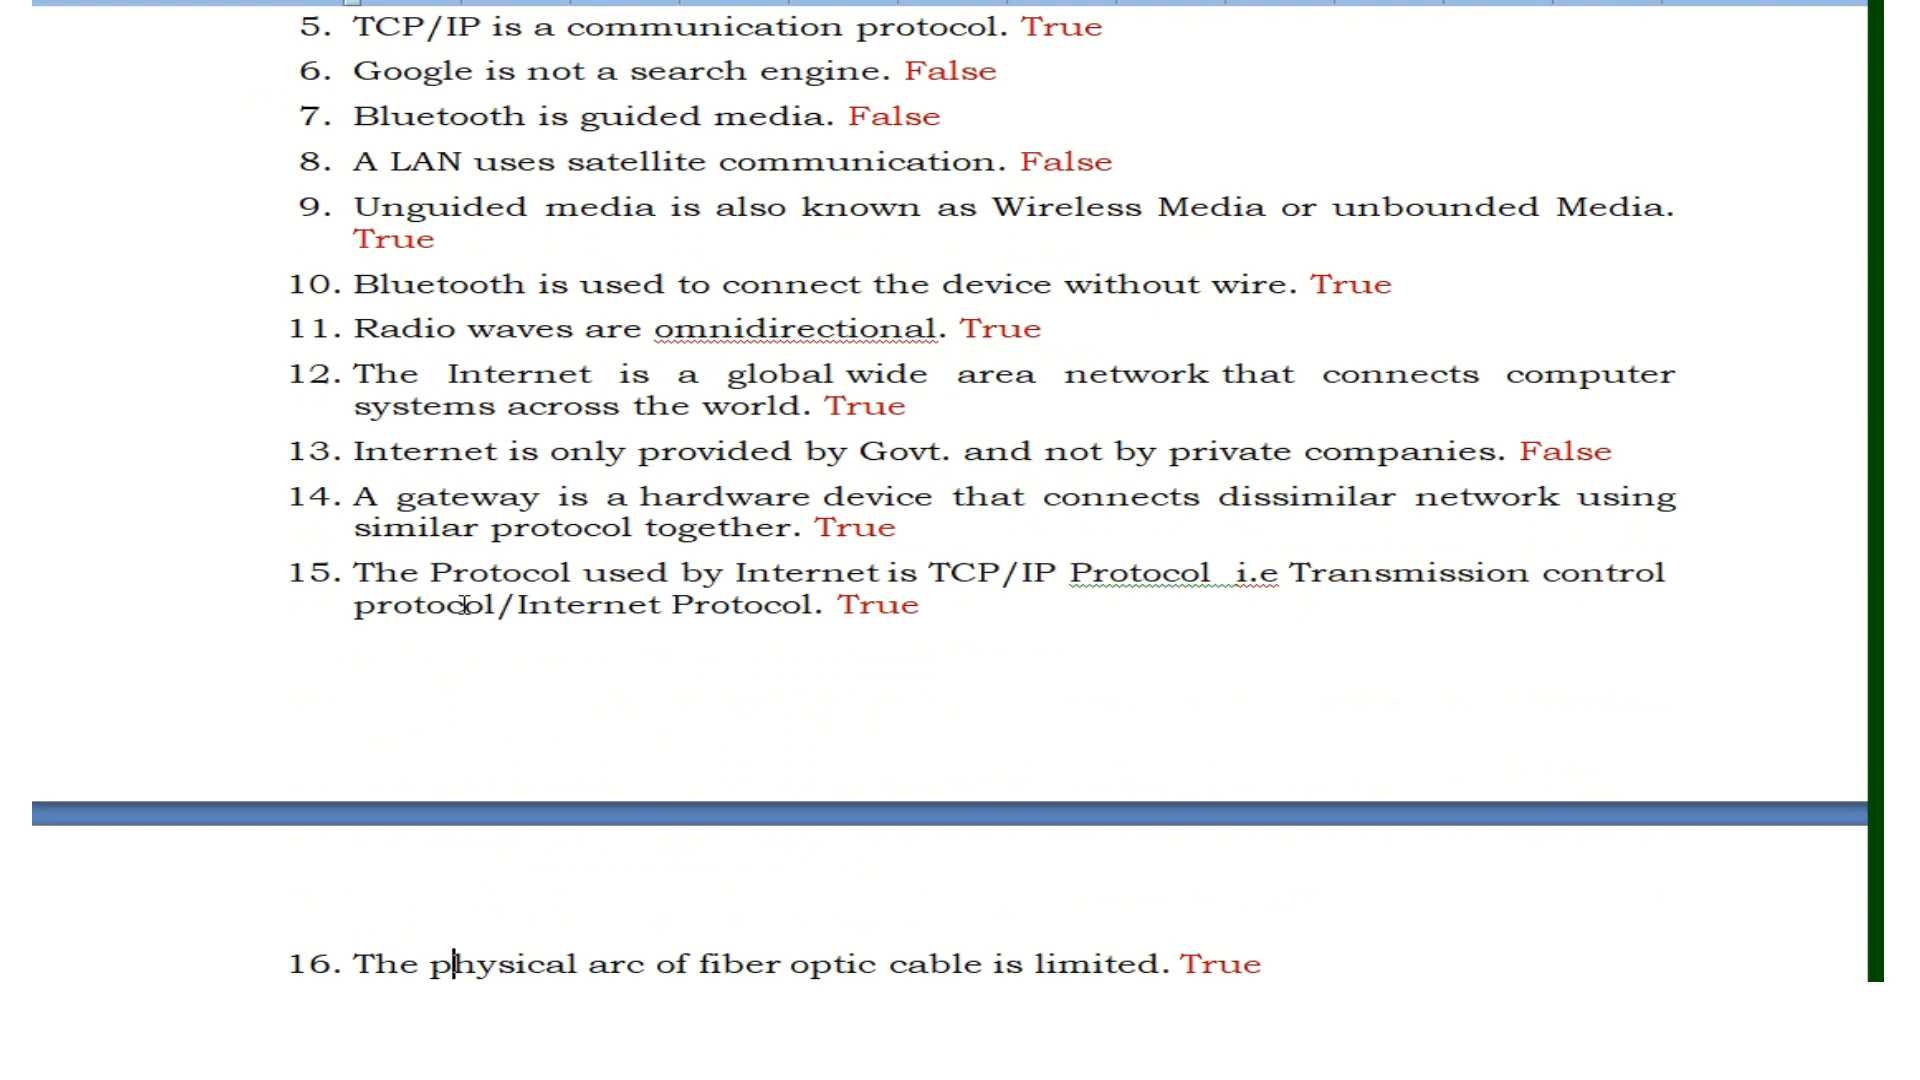 5. TCP/IP is a communication protocol. True
6. Google is not a search engine. False
7. Bluetooth is guided media. False
8. A LAN uses satellite communication. False
9. Unguided media is also known as Wireless Media or unbounded Media.
True
10. Bluetooth is used to connect the device without wire. True
11. Radio waves are omnidirectional. True
12. The Internet is a global wide area network that connects computer
systems across the world. True
13. Internet is only provided by Govt. and not by private companies. False
14. A gateway is a hardware device that connects dissimilar network using
similar protocol together. True
15. The Protocol used by Internet is TCP/IP Protocol i.e Transmission control
protocol/Internet Protocol. True
16. The physical arc of fiber optic cable is limited. True